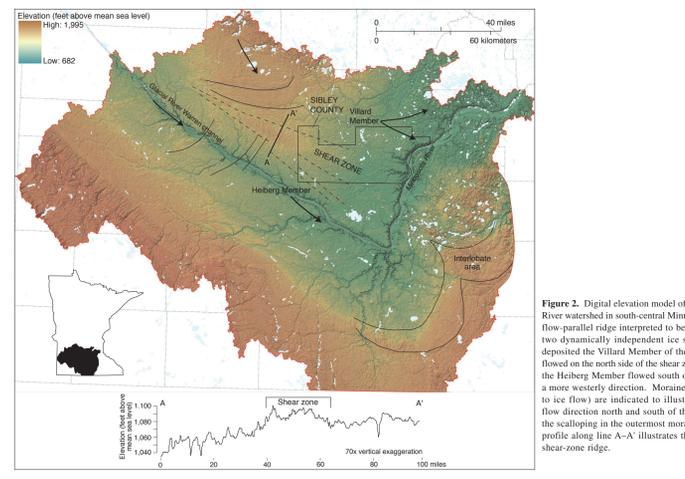 Elevation (feet above mean sea level)
High: 1,995
Low: 682
0 40 miles
0 60 kilometers
Glacial River Warren channel
SIBLEY
COUNTY
Villard
Member
A'
A
SHEAR ZONE
Heiberg Member
Minnesota River
Interlobate
area
A
Shear zone
A'
Elevation (feet above
mean sea level)
1,100
1,080
1,060
1,040
70x vertical exaggeration
0 20 40 60 80 100 miles
Figure 2. Digital elevation model of
River watershed in south-central Minn
flow-parallel ridge interpreted to be
two dynamically independent ice s
deposited the Villard Member of the
flowed on the north side of the shear z
the Heiberg Member flowed south o
a more westerly direction. Moraine
to ice flow) are indicated to illust
flow direction north and south of th
the scalloping in the outermost mora
profile along line A–A' illustrates th
shear-zone ridge.